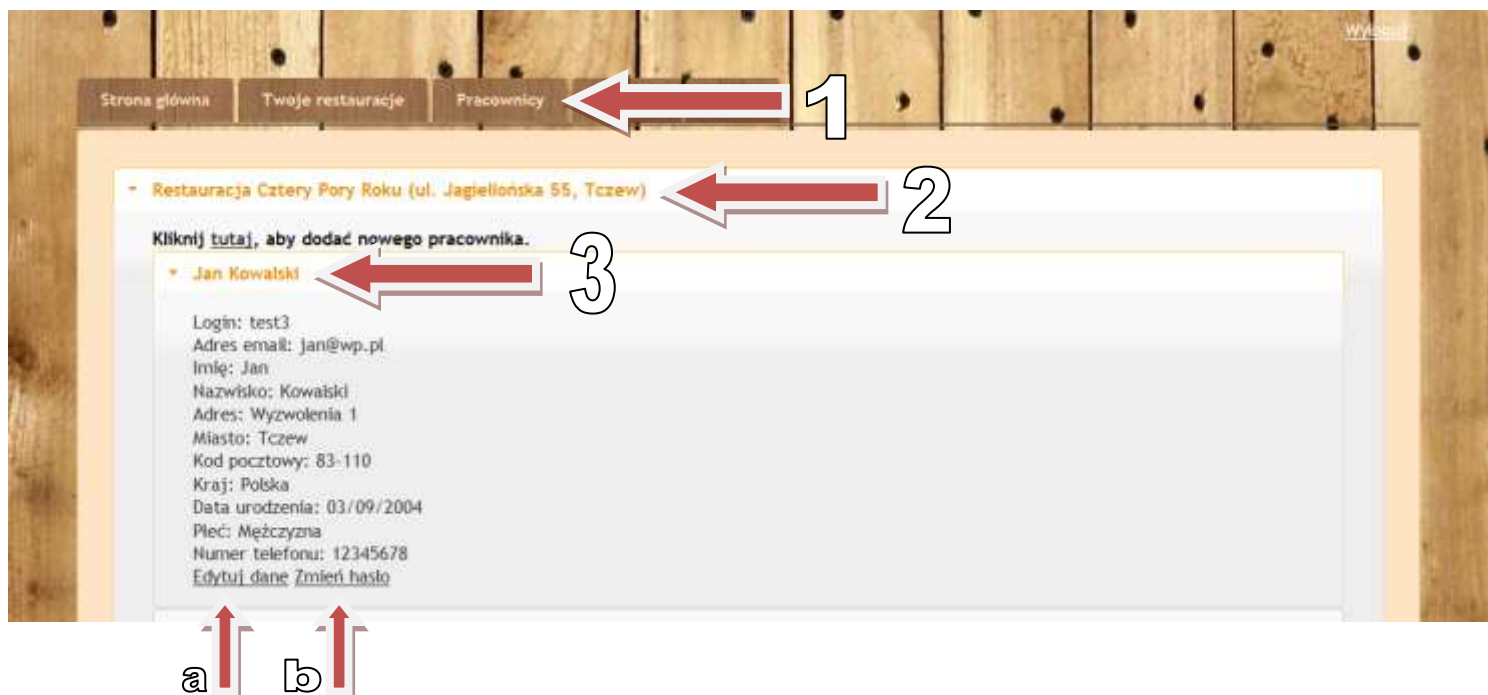 Wyloguj
Strona główna Twoje restauracje Pracownicy
1
Restauracja Cztery Pory Roku (ul. Jagiellońska 55, Tczew)
2
Kliknij tutaj, aby dodać nowego pracownika.
Jan Kowalski
3
Login: test3
Adres email: jan@wp.pl
Imię: Jan
Nazwisko: Kowalski
Adres: Wyzwolenia 1
Miasto: Tczew
Kod pocztowy: 83-110
Kraj: Polska
Data urodzenia: 03/09/2004
Płeć: Mężczyzna
Numer telefonu: 12345678
Edytuj dane Zmień hasło
a b